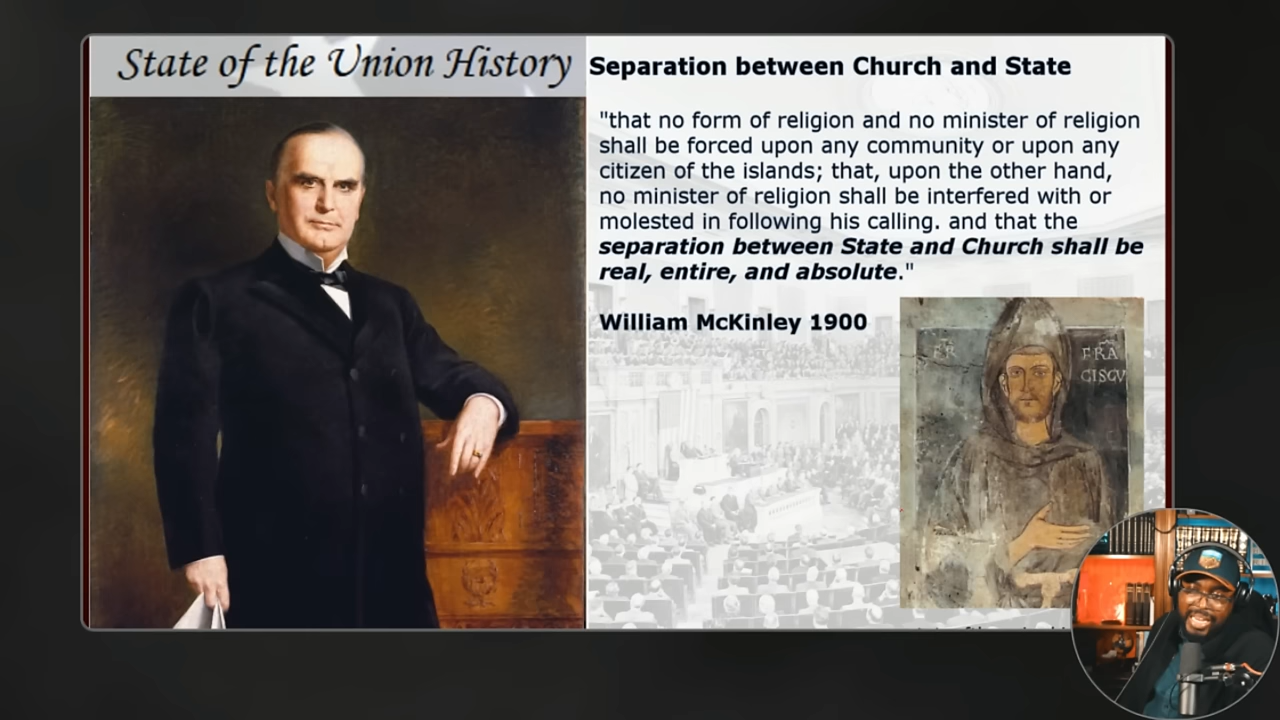 State of the Union History
Separation between Church and State
"that no form of religion and no minister of religion
shall be forced upon any community or upon any
citizen of the islands; that, upon the other hand,
no minister of religion shall be interfered with or
molested in following his calling. and that the
separation between State and Church shall be
real, entire, and absolute."
William McKinley 1900
FR
FRA
CISCV